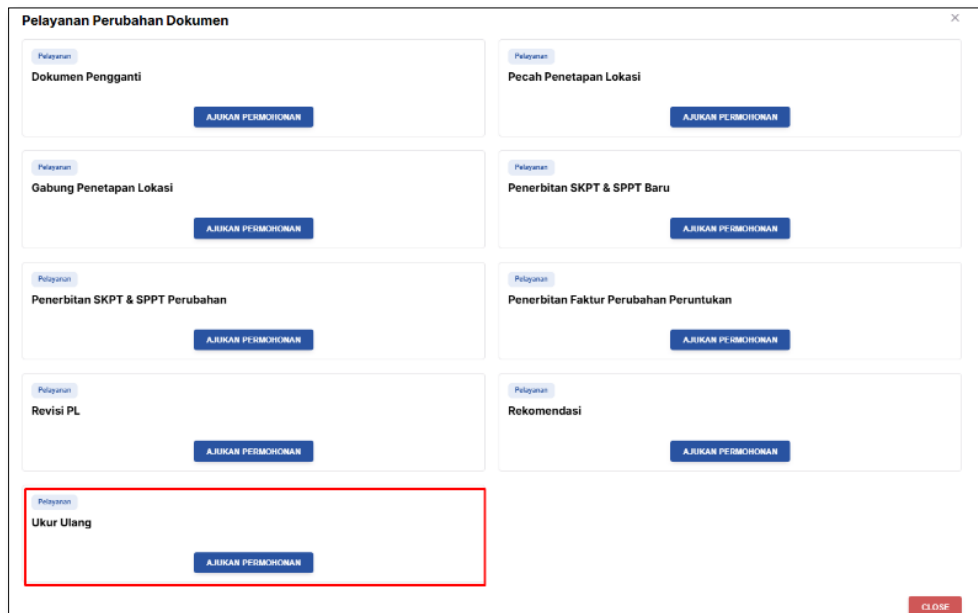 Pelayanan Perubahan Dokumen
Pelayanan
Dokumen Pengganti
AJUKAN PERMOHONAN
Pelayanan
Pecah Penetapan Lokasi
AJUKAN PERMOHONAN
Pelayanan
Gabung Penetapan Lokasi
AJUKAN PERMOHONAN
Pelayanan
Penerbitan SKPT & SPPT Baru
AJUKAN PERMOHONAN
Pelayanan
Penerbitan SKPT & SPPT Perubahan
AJUKAN PERMOHONAN
Pelayanan
Penerbitan Faktur Perubahan Peruntukan
AJUKAN PERMOHONAN
Pelayanan
Revisi PL
AJUKAN PERMOHONAN
Pelayanan
Rekomendasi
AJUKAN PERMOHONAN
Pelayanan
Ukur Ulang
AJUKAN PERMOHONAN
CLOSE